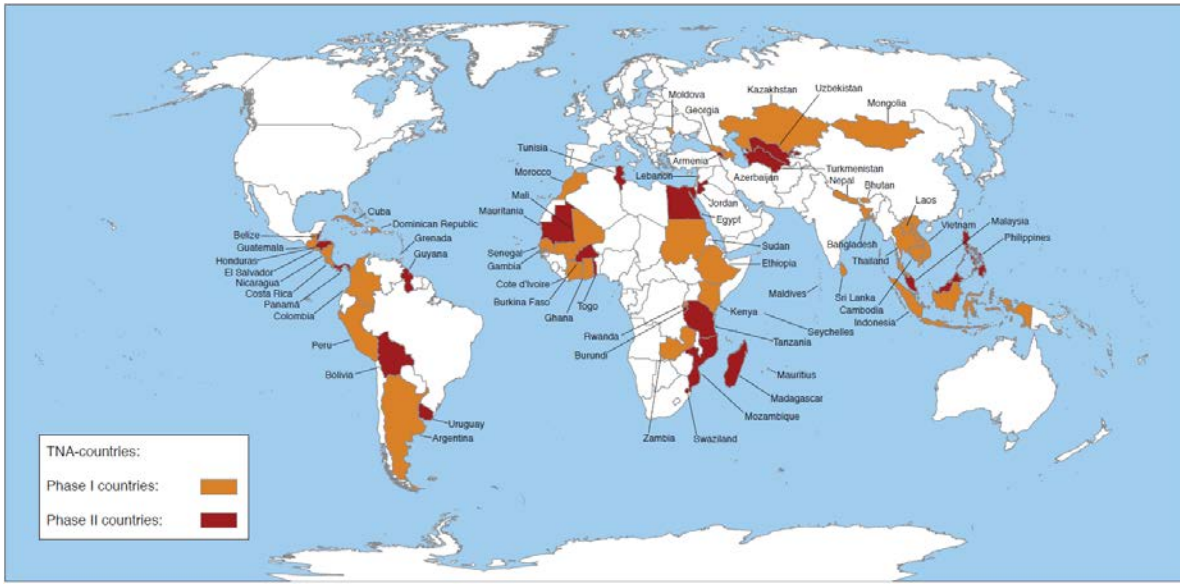 Moldova
Georgia
Kazakhstan
Uzbekistan
Mongolia
Tunisia
Morocco
Mali
Mauritania
Senegal
Gambia
Cote d'Ivoire
Burkina Faso
Ghana
Togo
Armenia
Lebanon
Azerbaijan
Jordan
Egypt
Turkmenistan
Nepal
Bhutan
Laos
Vietnam
Malaysia
Philippines
Bangladesh
Thailand
Sudan
Ethiopia
Maldives
Sri Lanka
Cambodia
Indonesia
Kenya
Seychelles
Rwanda
Burundi
Tanzania
Mauritius
Madagascar
Mozambique
Zambia
Swaziland
Cuba
Dominican Republic
Belize
Guatemala
Honduras
El Salvador
Nicaragua
Costa Rica
Panamá
Colombia
Grenada
Guyana
Peru
Bolivia
Uruguay
Argentina
TNA-countries:
Phase I countries:
Phase II countries: